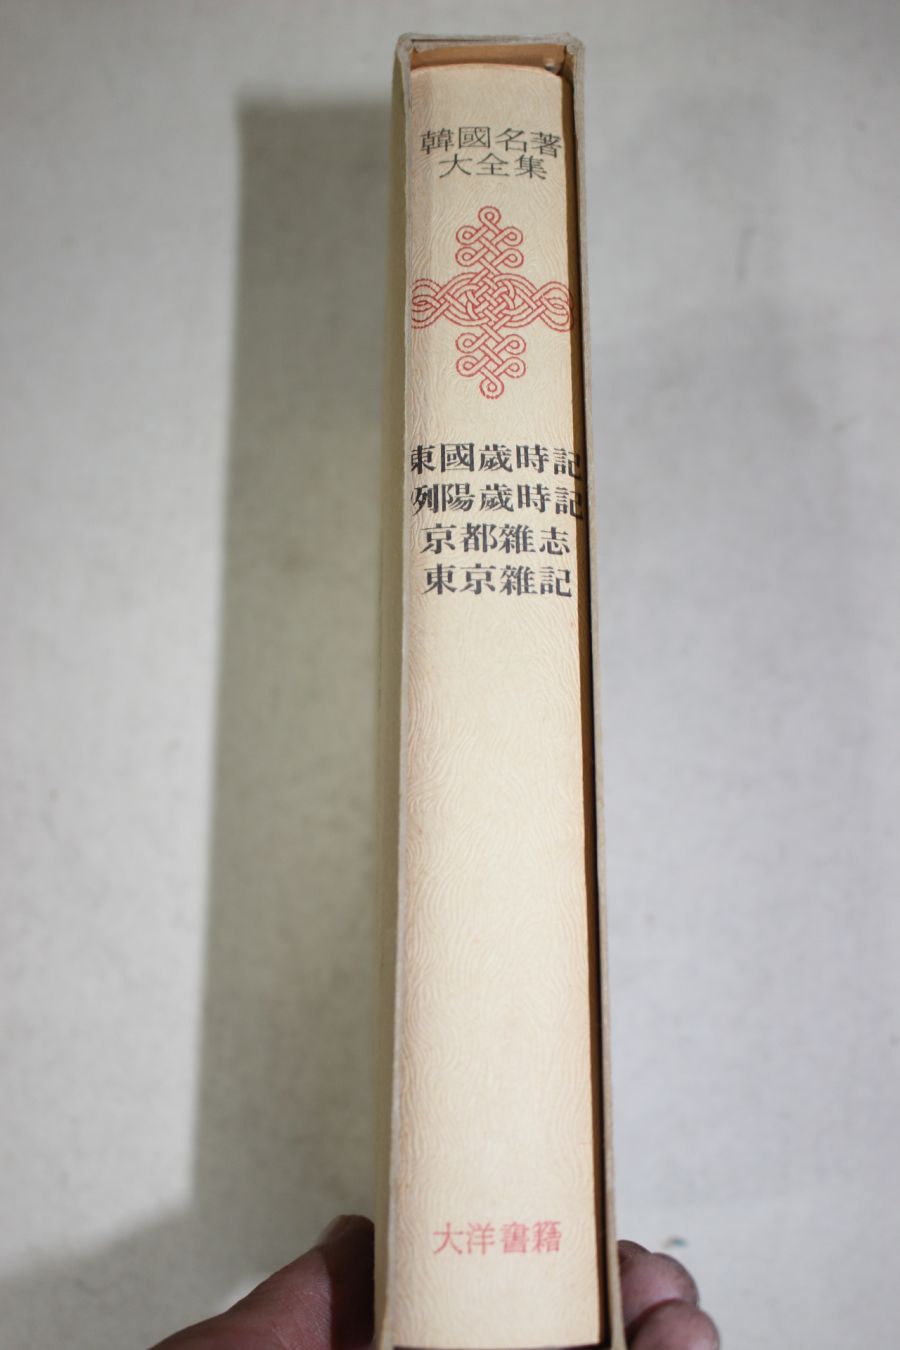 韓國名著
大全集
東國歲時記
洌陽歲時記
京都雜志
東京雜記
大洋書籍